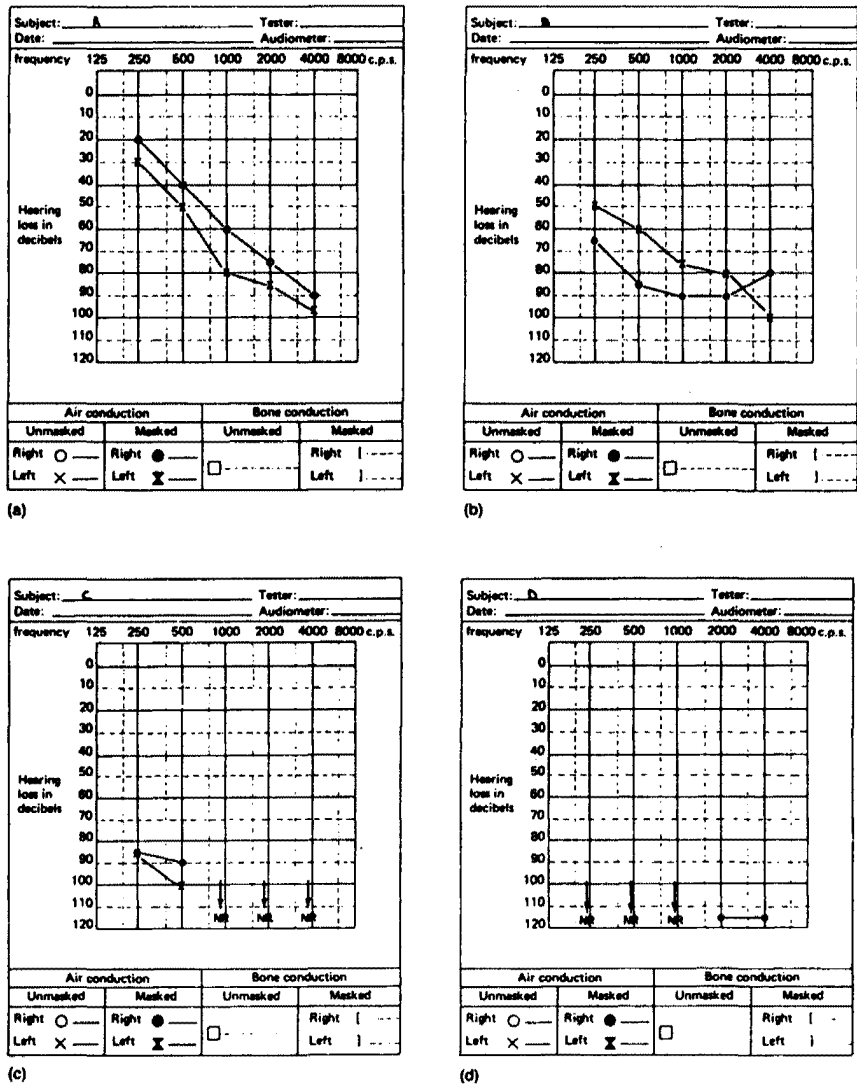 Subject: A Tester:
Date: Audiometer:
frequency 125 250 500 1000 2000 4000 8000 c.p.s.
0
10
20
30
40
50
60
70
80
90
100
110
120
Hearing
loss in
decibels
Air conduction Bone conduction
Unmasked Masked Unmasked Masked
Right Right Right [
Left Left Left ]
(a)
Subject: B Tester:
Date: Audiometer:
frequency 125 250 500 1000 2000 4000 8000 c.p.s.
0
10
20
30
40
50
60
70
80
90
100
110
120
Hearing
loss in
decibels
Air conduction Bone conduction
Unmasked Masked Unmasked Masked
Right Right Right [
Left Left Left ]
(b)
Subject: C Tester:
Date: Audiometer:
frequency 125 250 500 1000 2000 4000 8000 c.p.s.
0
10
20
30
40
50
60
70
80
90
100
110
120
Hearing
loss in
decibels
NR NR NR
Air conduction Bone conduction
Unmasked Masked Unmasked Masked
Right Right Right [
Left Left Left ]
(c)
Subject: D Tester:
Date: Audiometer:
frequency 125 250 500 1000 2000 4000 8000 c.p.s.
0
10
20
30
40
50
60
70
80
90
100
110
120
Hearing
loss in
decibels
NR NR NR
Air conduction Bone conduction
Unmasked Masked Unmasked Masked
Right Right Right [
Left Left Left ]
(d)